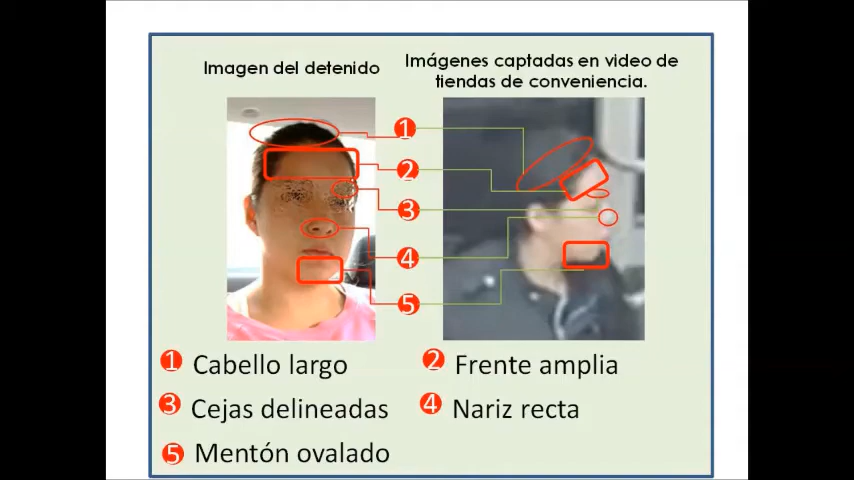 Imagen del detenido
Imágenes captadas en video de
tiendas de conveniencia.
1
2
3
4
5
1 Cabello largo
2 Frente amplia
3 Cejas delineadas
4 Nariz recta
5 Mentón ovalado